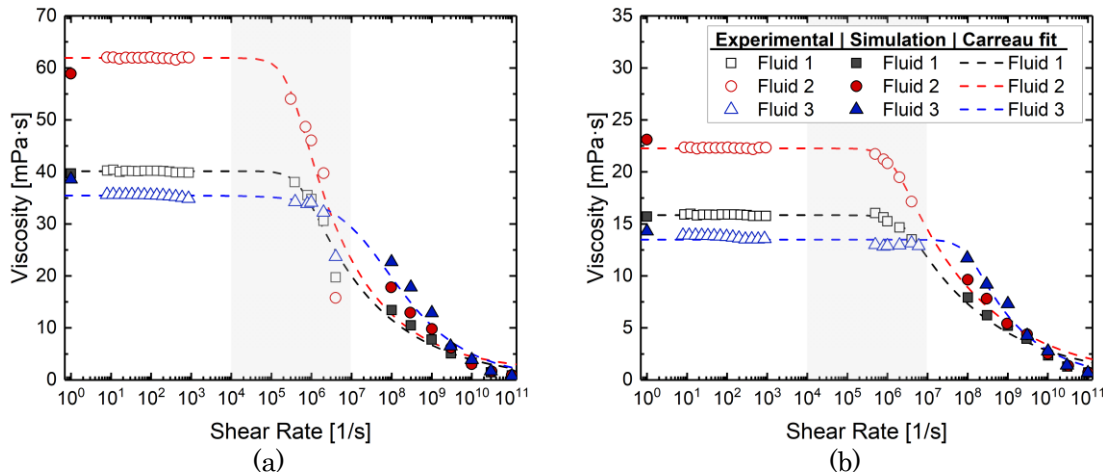 (a)
Viscosity [mPa·s]
60
50
40
30
20
10
0
10⁰ 10¹ 10² 10³ 10⁴ 10⁵ 10⁶ 10⁷ 10⁸ 10⁹ 10¹⁰ 10¹¹
Shear Rate [1/s]
(a)
(b)
Viscosity [mPa·s]
35
30
25
20
15
10
5
0
Experimental | Simulation | Carreau fit
Fluid 1 Fluid 1 Fluid 1
Fluid 2 Fluid 2 Fluid 2
Fluid 3 Fluid 3 Fluid 3
10⁰ 10¹ 10² 10³ 10⁴ 10⁵ 10⁶ 10⁷ 10⁸ 10⁹ 10¹⁰ 10¹¹
Shear Rate [1/s]
(b)